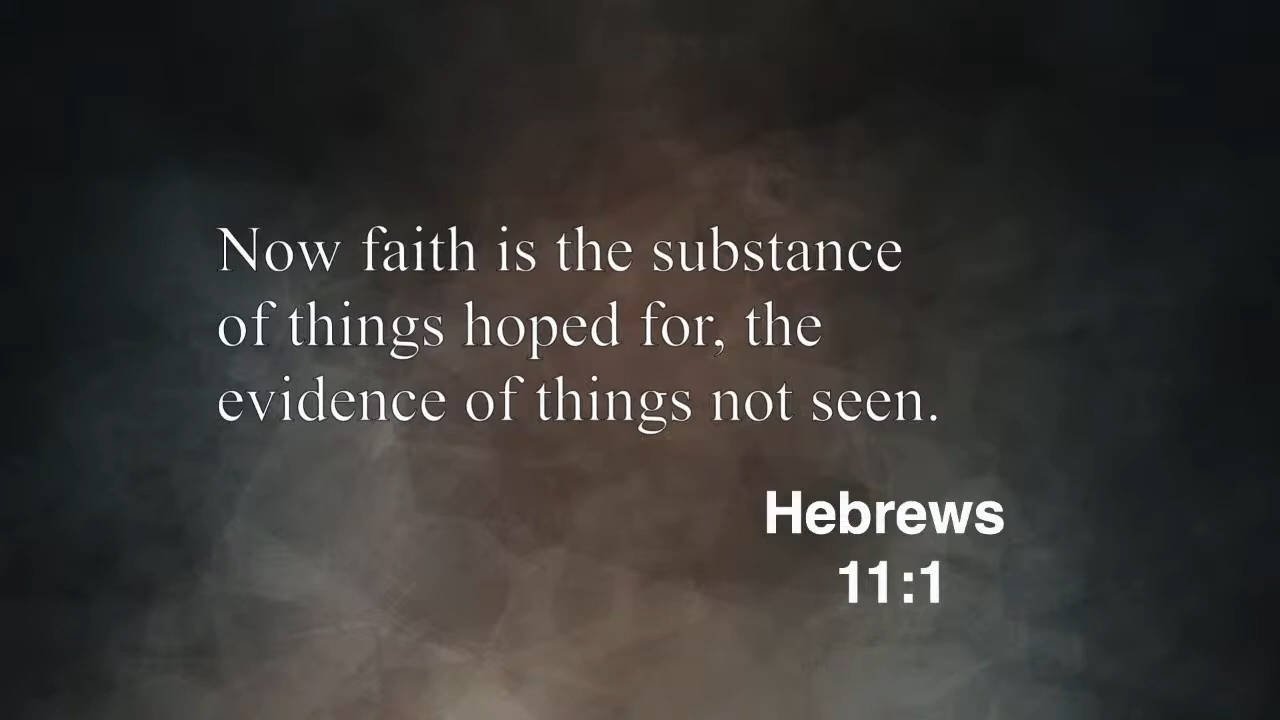 Now faith is the substance
of things hoped for, the
evidence of things not seen.
Hebrews
11:1